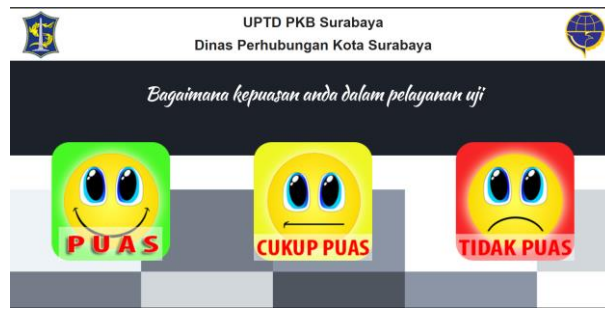 UPTD PKB Surabaya
Dinas Perhubungan Kota Surabaya
Bagaimana kepuasan anda dalam pelayanan uji
PUAS
CUKUP PUAS
TIDAK PUAS